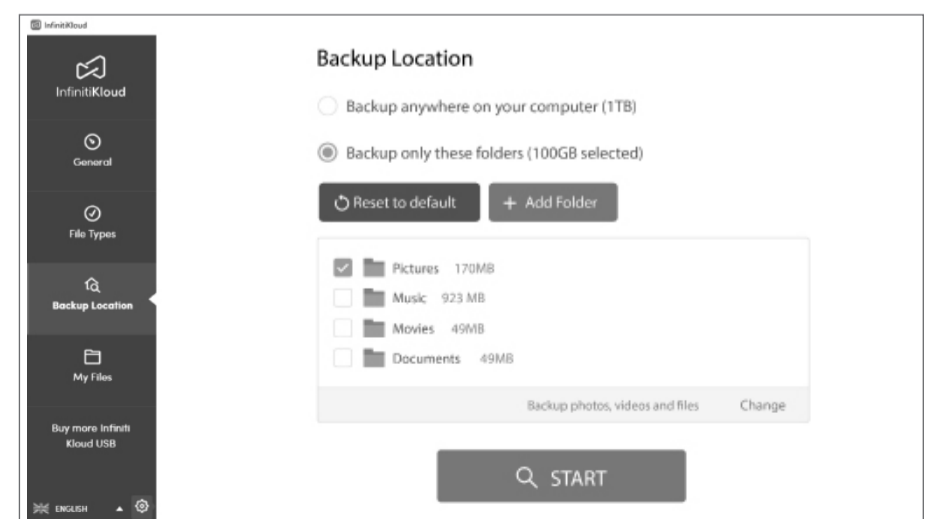 InfinitiKloud
InfinitiKloud
General
File Types
Backup Location
My Files
Buy more Infiniti
Kloud USB
ENGLISH
Backup Location
Backup anywhere on your computer (1TB)
Backup only these folders (100GB selected)
Reset to default
+ Add Folder
Pictures 170MB
Music 923 MB
Movies 49MB
Documents 49MB
Backup photos, videos and files Change
START